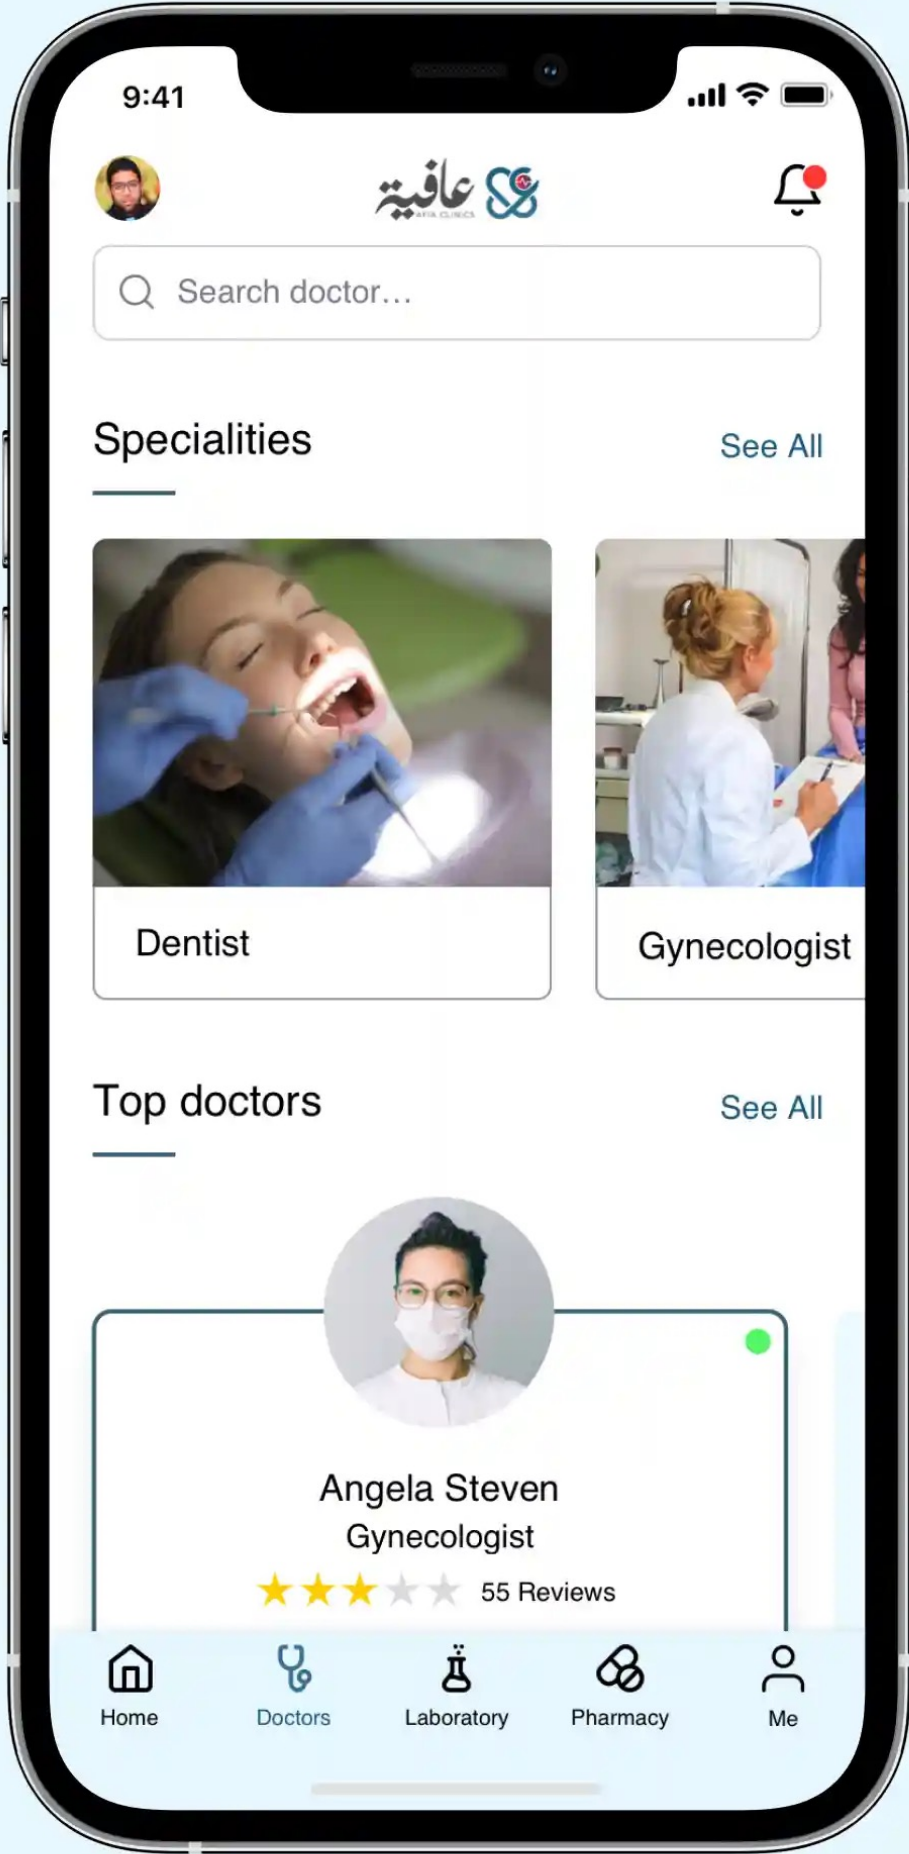 9:41
عافية
AFIA CLINICS
Search doctor...
Specialities
See All
Dentist
Gynecologist
Top doctors
See All
Angela Steven
Gynecologist
55 Reviews
Home
Doctors
Laboratory
Pharmacy
Me